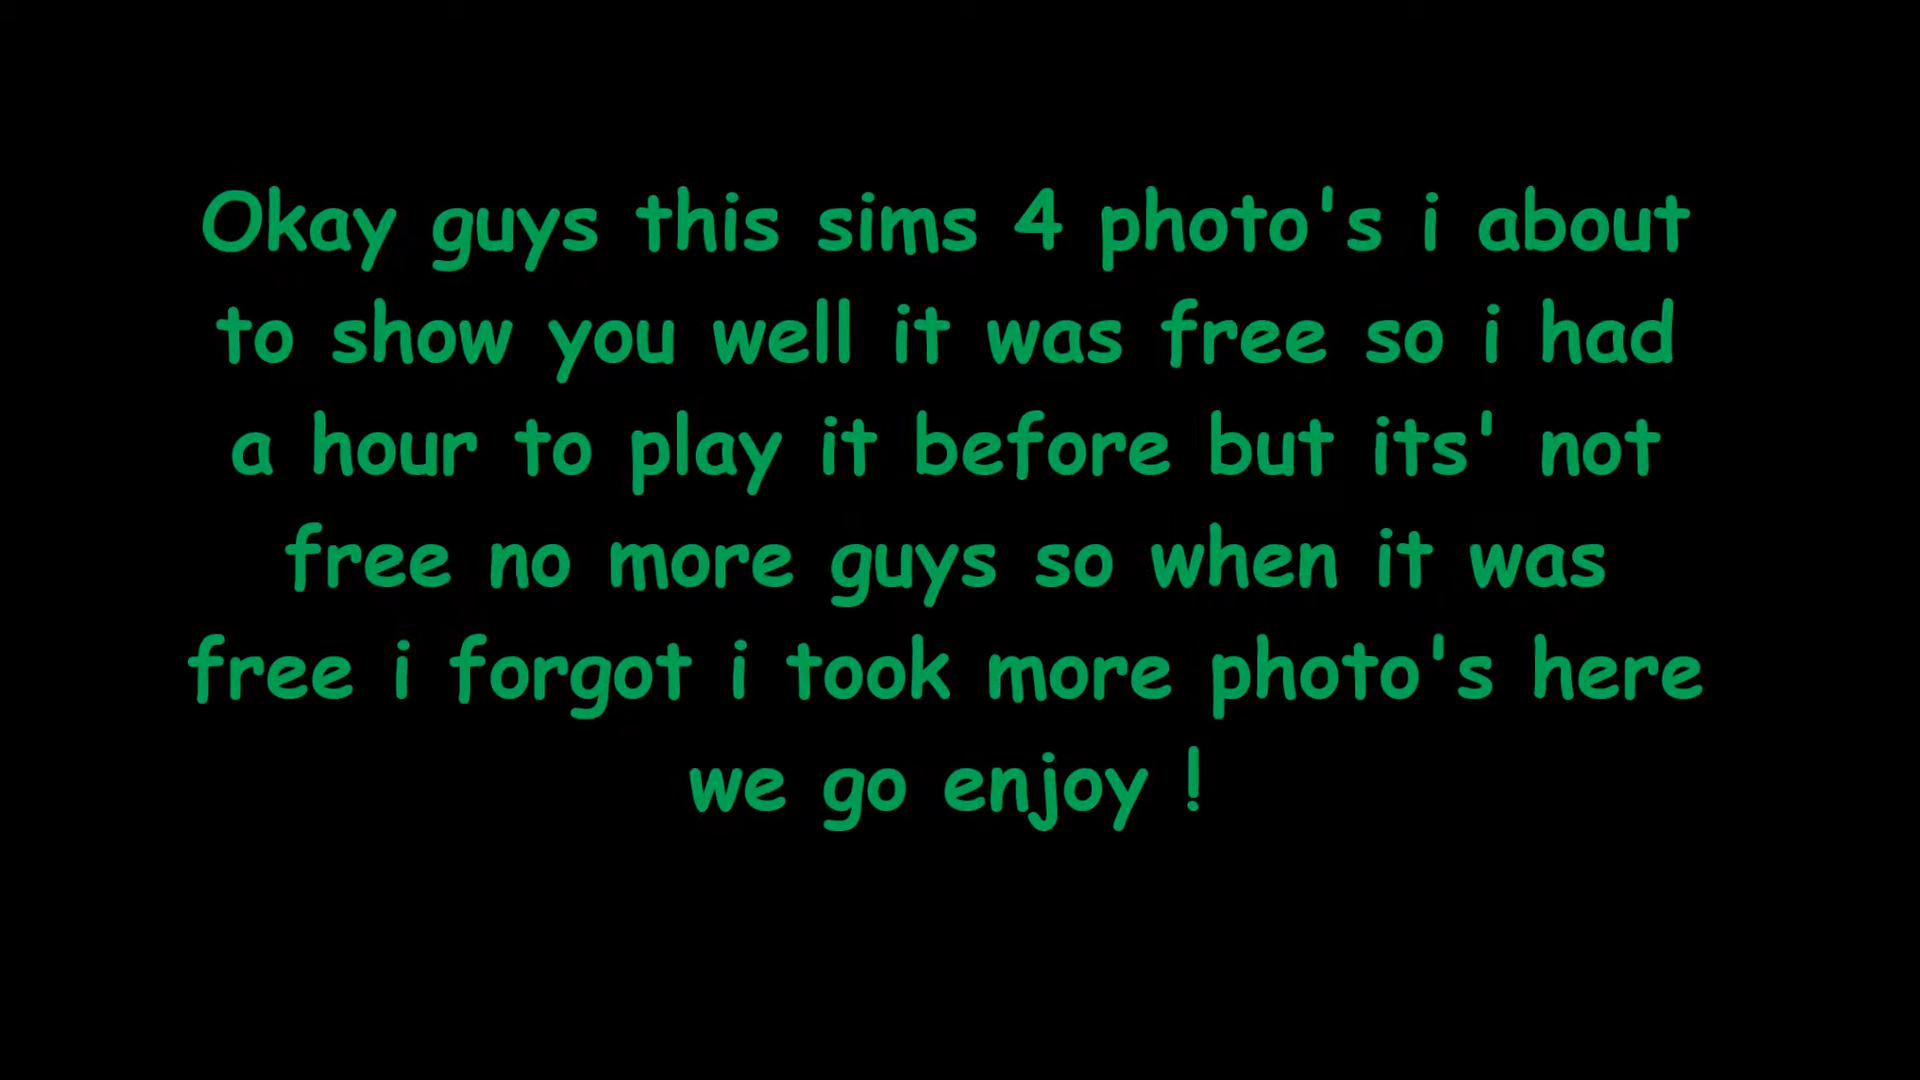 Okay guys this sims 4 photo's i about
to show you well it was free so i had
a hour to play it before but its' not
free no more guys so when it was
free i forgot i took more photo's here
we go enjoy !